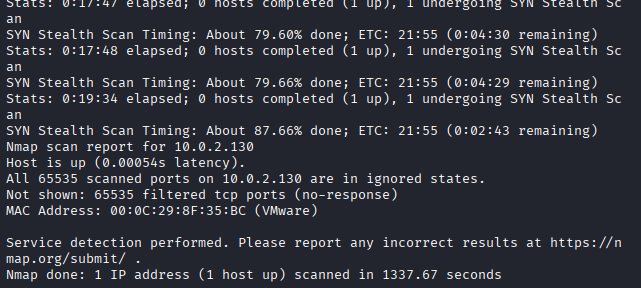 Stats: 0:17:47 elapsed; 0 hosts completed (1 up), 1 undergoing SYN Stealth Sc
an
SYN Stealth Scan Timing: About 79.60% done; ETC: 21:55 (0:04:30 remaining)
Stats: 0:17:48 elapsed; 0 hosts completed (1 up), 1 undergoing SYN Stealth Sc
an
SYN Stealth Scan Timing: About 79.66% done; ETC: 21:55 (0:04:29 remaining)
Stats: 0:19:34 elapsed; 0 hosts completed (1 up), 1 undergoing SYN Stealth Sc
an
SYN Stealth Scan Timing: About 87.66% done; ETC: 21:55 (0:02:43 remaining)
Nmap scan report for 10.0.2.130
Host is up (0.00054s latency).
All 65535 scanned ports on 10.0.2.130 are in ignored states.
Not shown: 65535 filtered tcp ports (no-response)
MAC Address: 00:0C:29:8F:35:BC (VMware)

Service detection performed. Please report any incorrect results at https://n
map.org/submit/ .
Nmap done: 1 IP address (1 host up) scanned in 1337.67 seconds